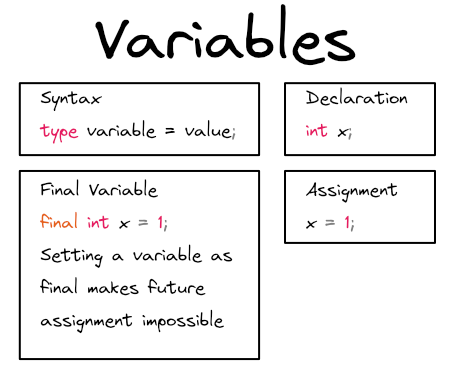 Variables
Syntax
type variable = value;
Declaration
int x;
Final Variable
final int x = 1;
Setting a variable as
final makes future
assignment impossible
Assignment
x = 1;